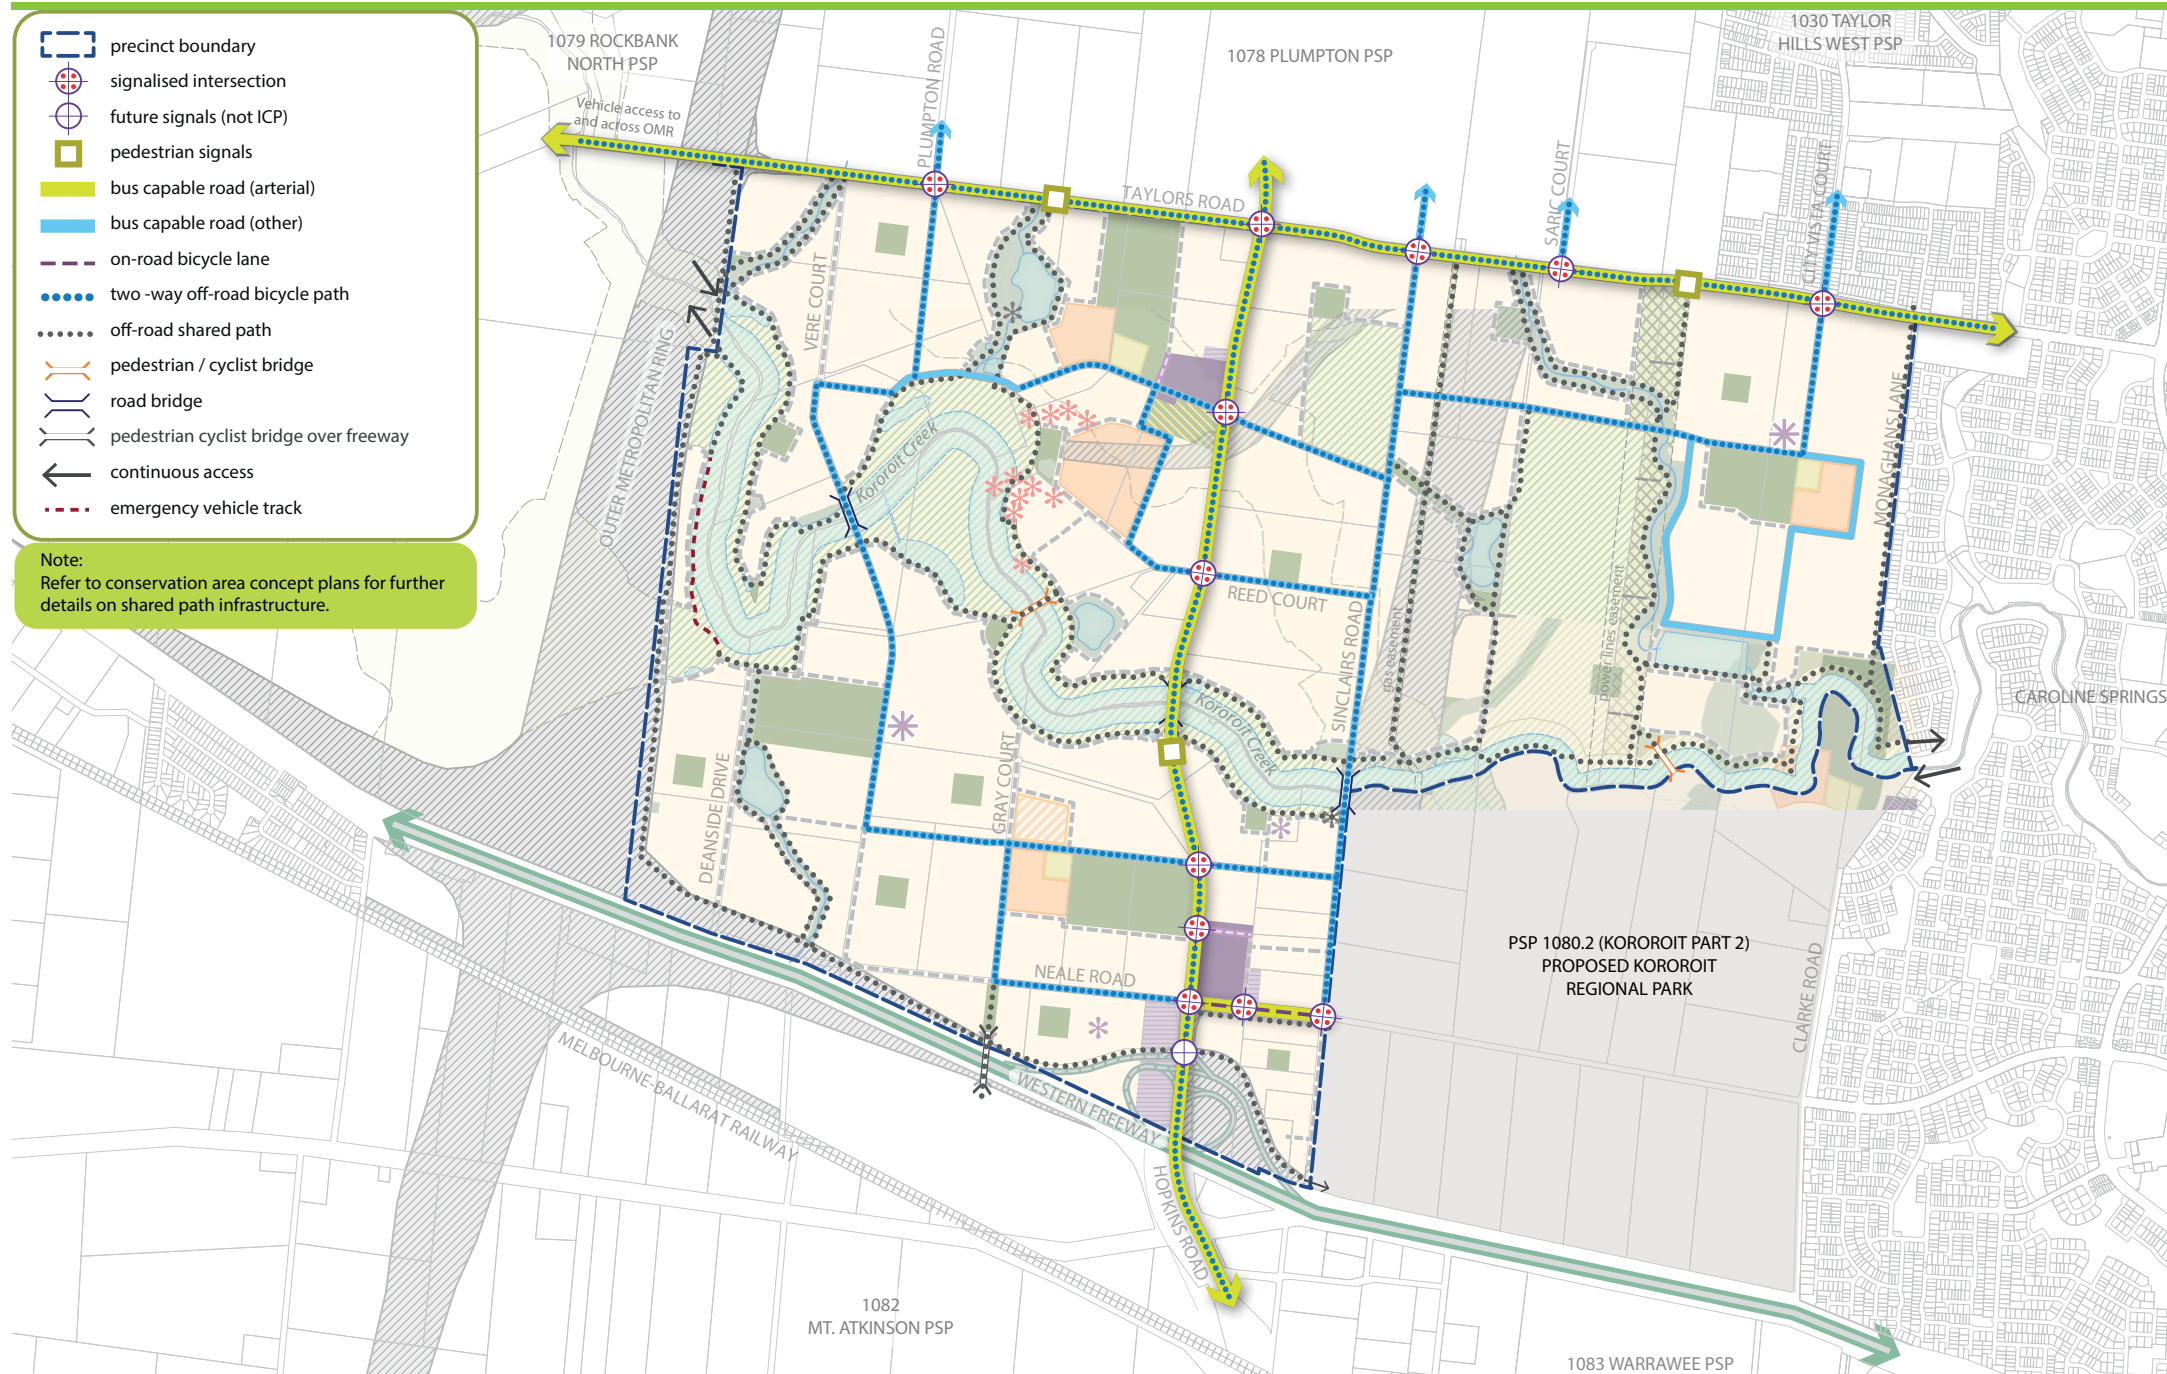 precinct boundary
signalised intersection
future signals (not ICP)
pedestrian signals
bus capable road (arterial)
bus capable road (other)
on-road bicycle lane
two -way off-road bicycle path
off-road shared path
pedestrian / cyclist bridge
road bridge
pedestrian cyclist bridge over freeway
continuous access
emergency vehicle track
Note:
Refer to conservation area concept plans for further
details on shared path infrastructure.
1079 ROCKBANK
NORTH PSP
Vehicle access to
and across OMR
PLUMPTON ROAD
1078 PLUMPTON PSP
1030 TAYLOR
HILLS WEST PSP
TAYLORS ROAD
SARIC COURT
CITY VISTA COURT
VERE COURT
OUTER METROPOLITAN RING
Kororoit Creek
MONAGHANS LANE
REED COURT
SINCLAIRS ROAD
gas easement
power lines easement
Kororoit Creek
CAROLINE SPRINGS
GRAY COURT
DEANSIDE DRIVE
NEALE ROAD
PSP 1080.2 (KOROROIT PART 2)
PROPOSED KOROROIT
REGIONAL PARK
CLARKE ROAD
MELBOURNE-BALLARAT RAILWAY
WESTERN FREEWAY
HOPKINS ROAD
1082
MT. ATKINSON PSP
1083 WARRAWEE PSP